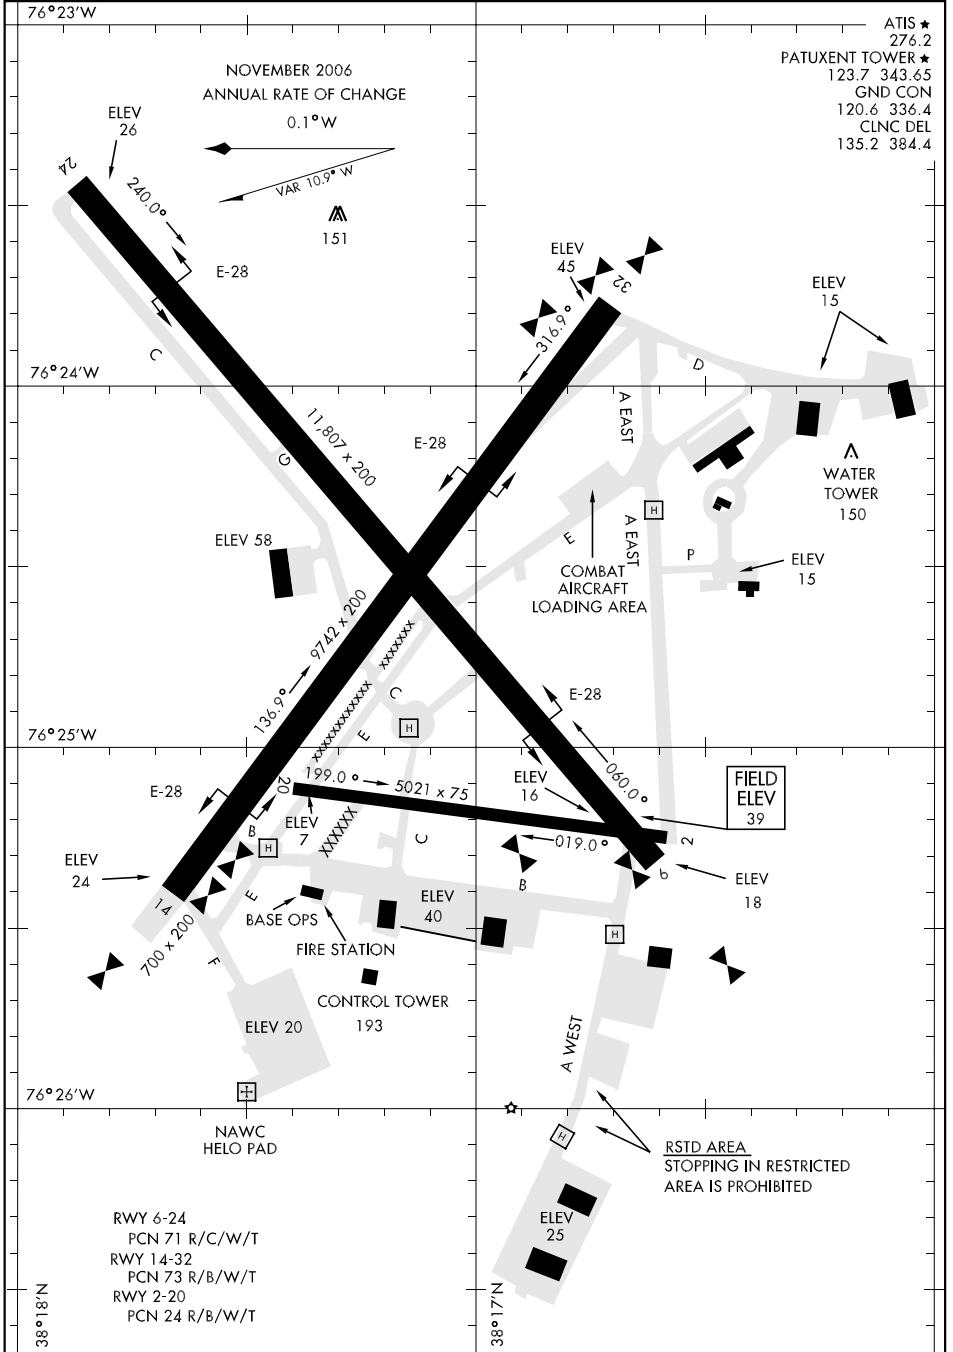 76°23'W
ATIS ★
276.2
PATUXENT TOWER ★
123.7 343.65
GND CON
120.6 336.4
CLNC DEL
135.2 384.4
NOVEMBER 2006
ANNUAL RATE OF CHANGE
0.1° W
VAR 10.9° W
ELEV
26
24
240.0°
151
E-28
ELEV
45
32
316.9°
ELEV
15
C
76°24'W
D
11,807 x 200
A EAST
E-28
G
WATER
TOWER
150
H
A EAST
ELEV 58
E
P
COMBAT
AIRCRAFT
LOADING AREA
ELEV
15
9742 x 200
xxxxxxx
136.9°
C
E-28
xxxxxxxxxxxxx
E
H
76°25'W
060.0°
199.0°
5021 x 75
20
ELEV
16
FIELD
ELEV
39
E-28
B
ELEV
7
xxxxxx
C
019.0°
2
H
ELEV
24
B
6
ELEV
18
14
E
BASE OPS
ELEV
40
700 x 200
FIRE STATION
H
F
CONTROL TOWER
193
ELEV 20
A WEST
76°26'W
NAWC
HELO PAD
H
RSTD AREA
STOPPING IN RESTRICTED
AREA IS PROHIBITED
ELEV
25
RWY 6-24
PCN 71 R/C/W/T
RWY 14-32
PCN 73 R/B/W/T
RWY 2-20
PCN 24 R/B/W/T
38°18'N
38°17'N